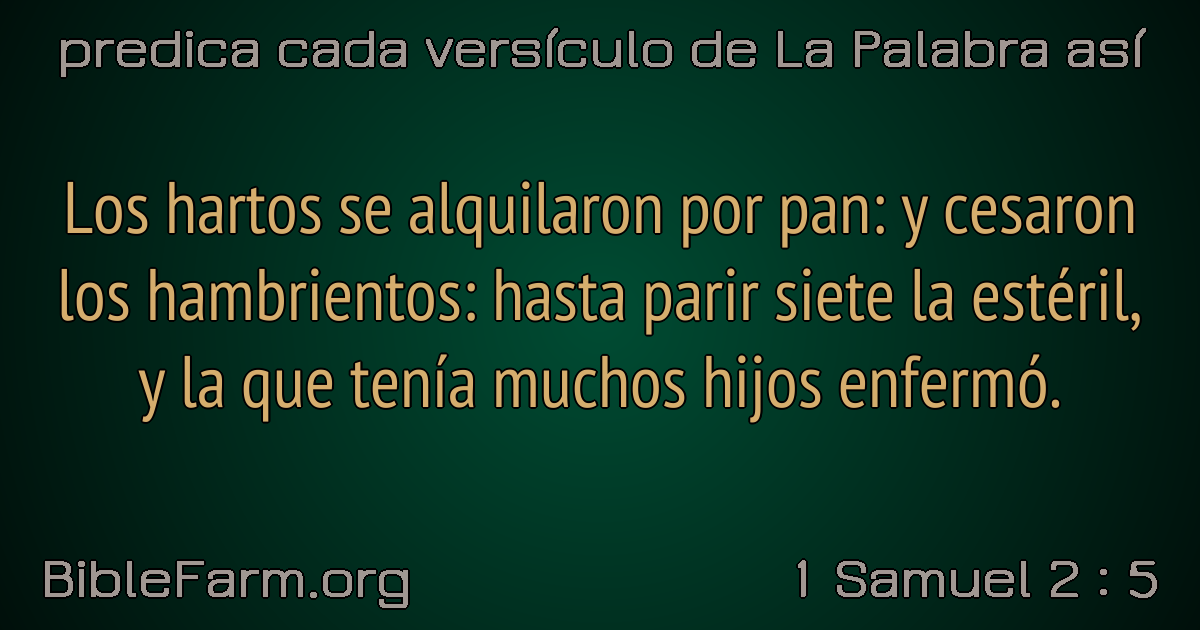 predica cada versículo de La Palabra así
Los hartos se alquilaron por pan: y cesaron
los hambrientos: hasta parir siete la estéril,
y la que tenía muchos hijos enfermó.
BibleFarm.org
1 Samuel 2 : 5